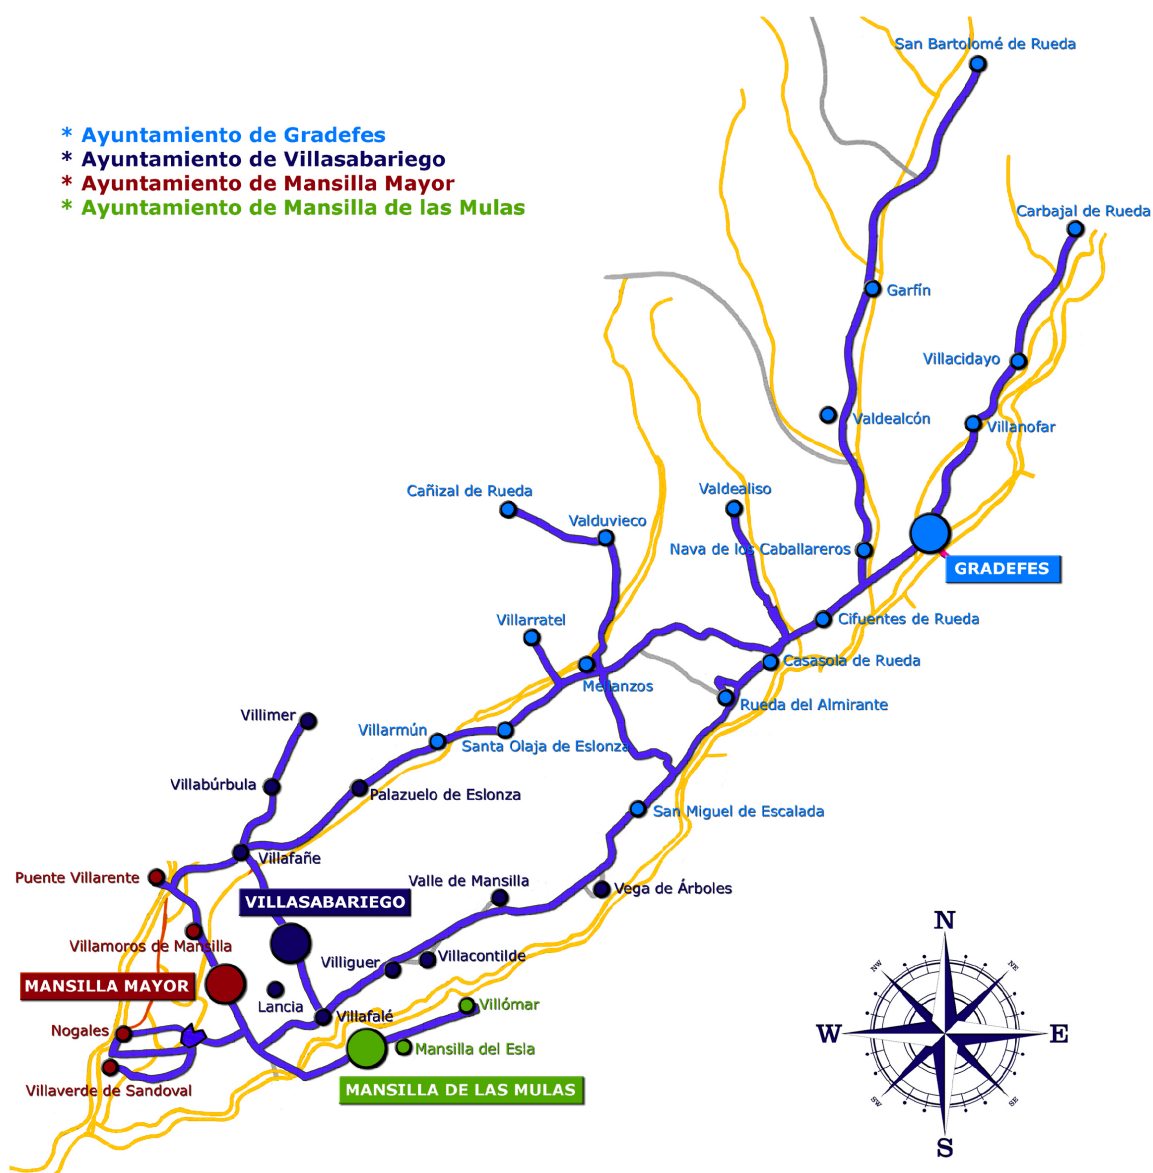 San Bartolomé de Rueda
* Ayuntamiento de Gradefes
* Ayuntamiento de Villasabariego
* Ayuntamiento de Mansilla Mayor
* Ayuntamiento de Mansilla de las Mulas
Carbajal de Rueda
Garfín
Villacidayo
Valdealcón
Villanofar
Cañizal de Rueda
Valdealiso
Valduvieco
Nava de los Caballareros
GRADEFES
Villarratel
Cifuentes de Rueda
Casasola de Rueda
Mellanzos
Rueda del Almirante
Villimer
Villarmún
Santa Olaja de Eslonza
Villabúrbula
Palazuelo de Eslonza
San Miguel de Escalada
Villafañe
Puente Villarente
Valle de Mansilla
Vega de Árboles
VILLASABARIEGO
Villamoros de Mansilla
Villiguer
Villacontilde
MANSILLA MAYOR
Lancia
Villafalé
Villómar
Nogales
Mansilla del Esla
Villaverde de Sandoval
MANSILLA DE LAS MULAS
N
NW
NE
W
E
SW
SE
S